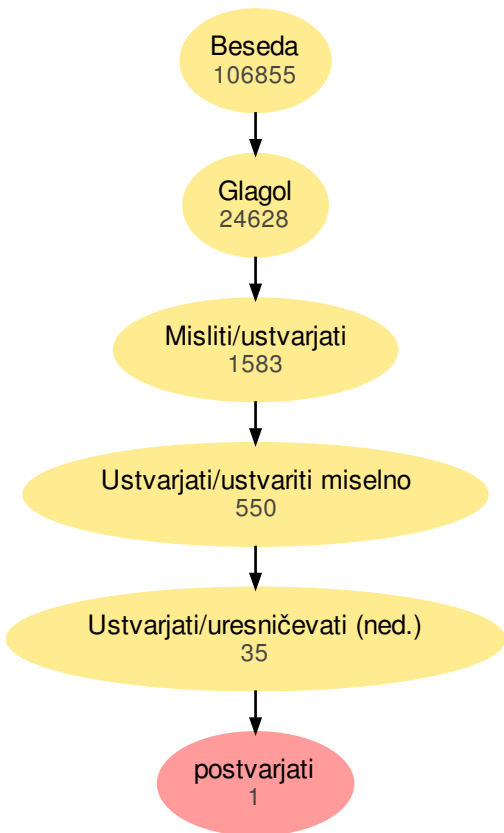 Beseda
106855
Glagol
24628
Misliti/ustvarjati
1583
Ustvarjati/ustvariti miselno
550
Ustvarjati/uresničevati (ned.)
35
postvarjati
1